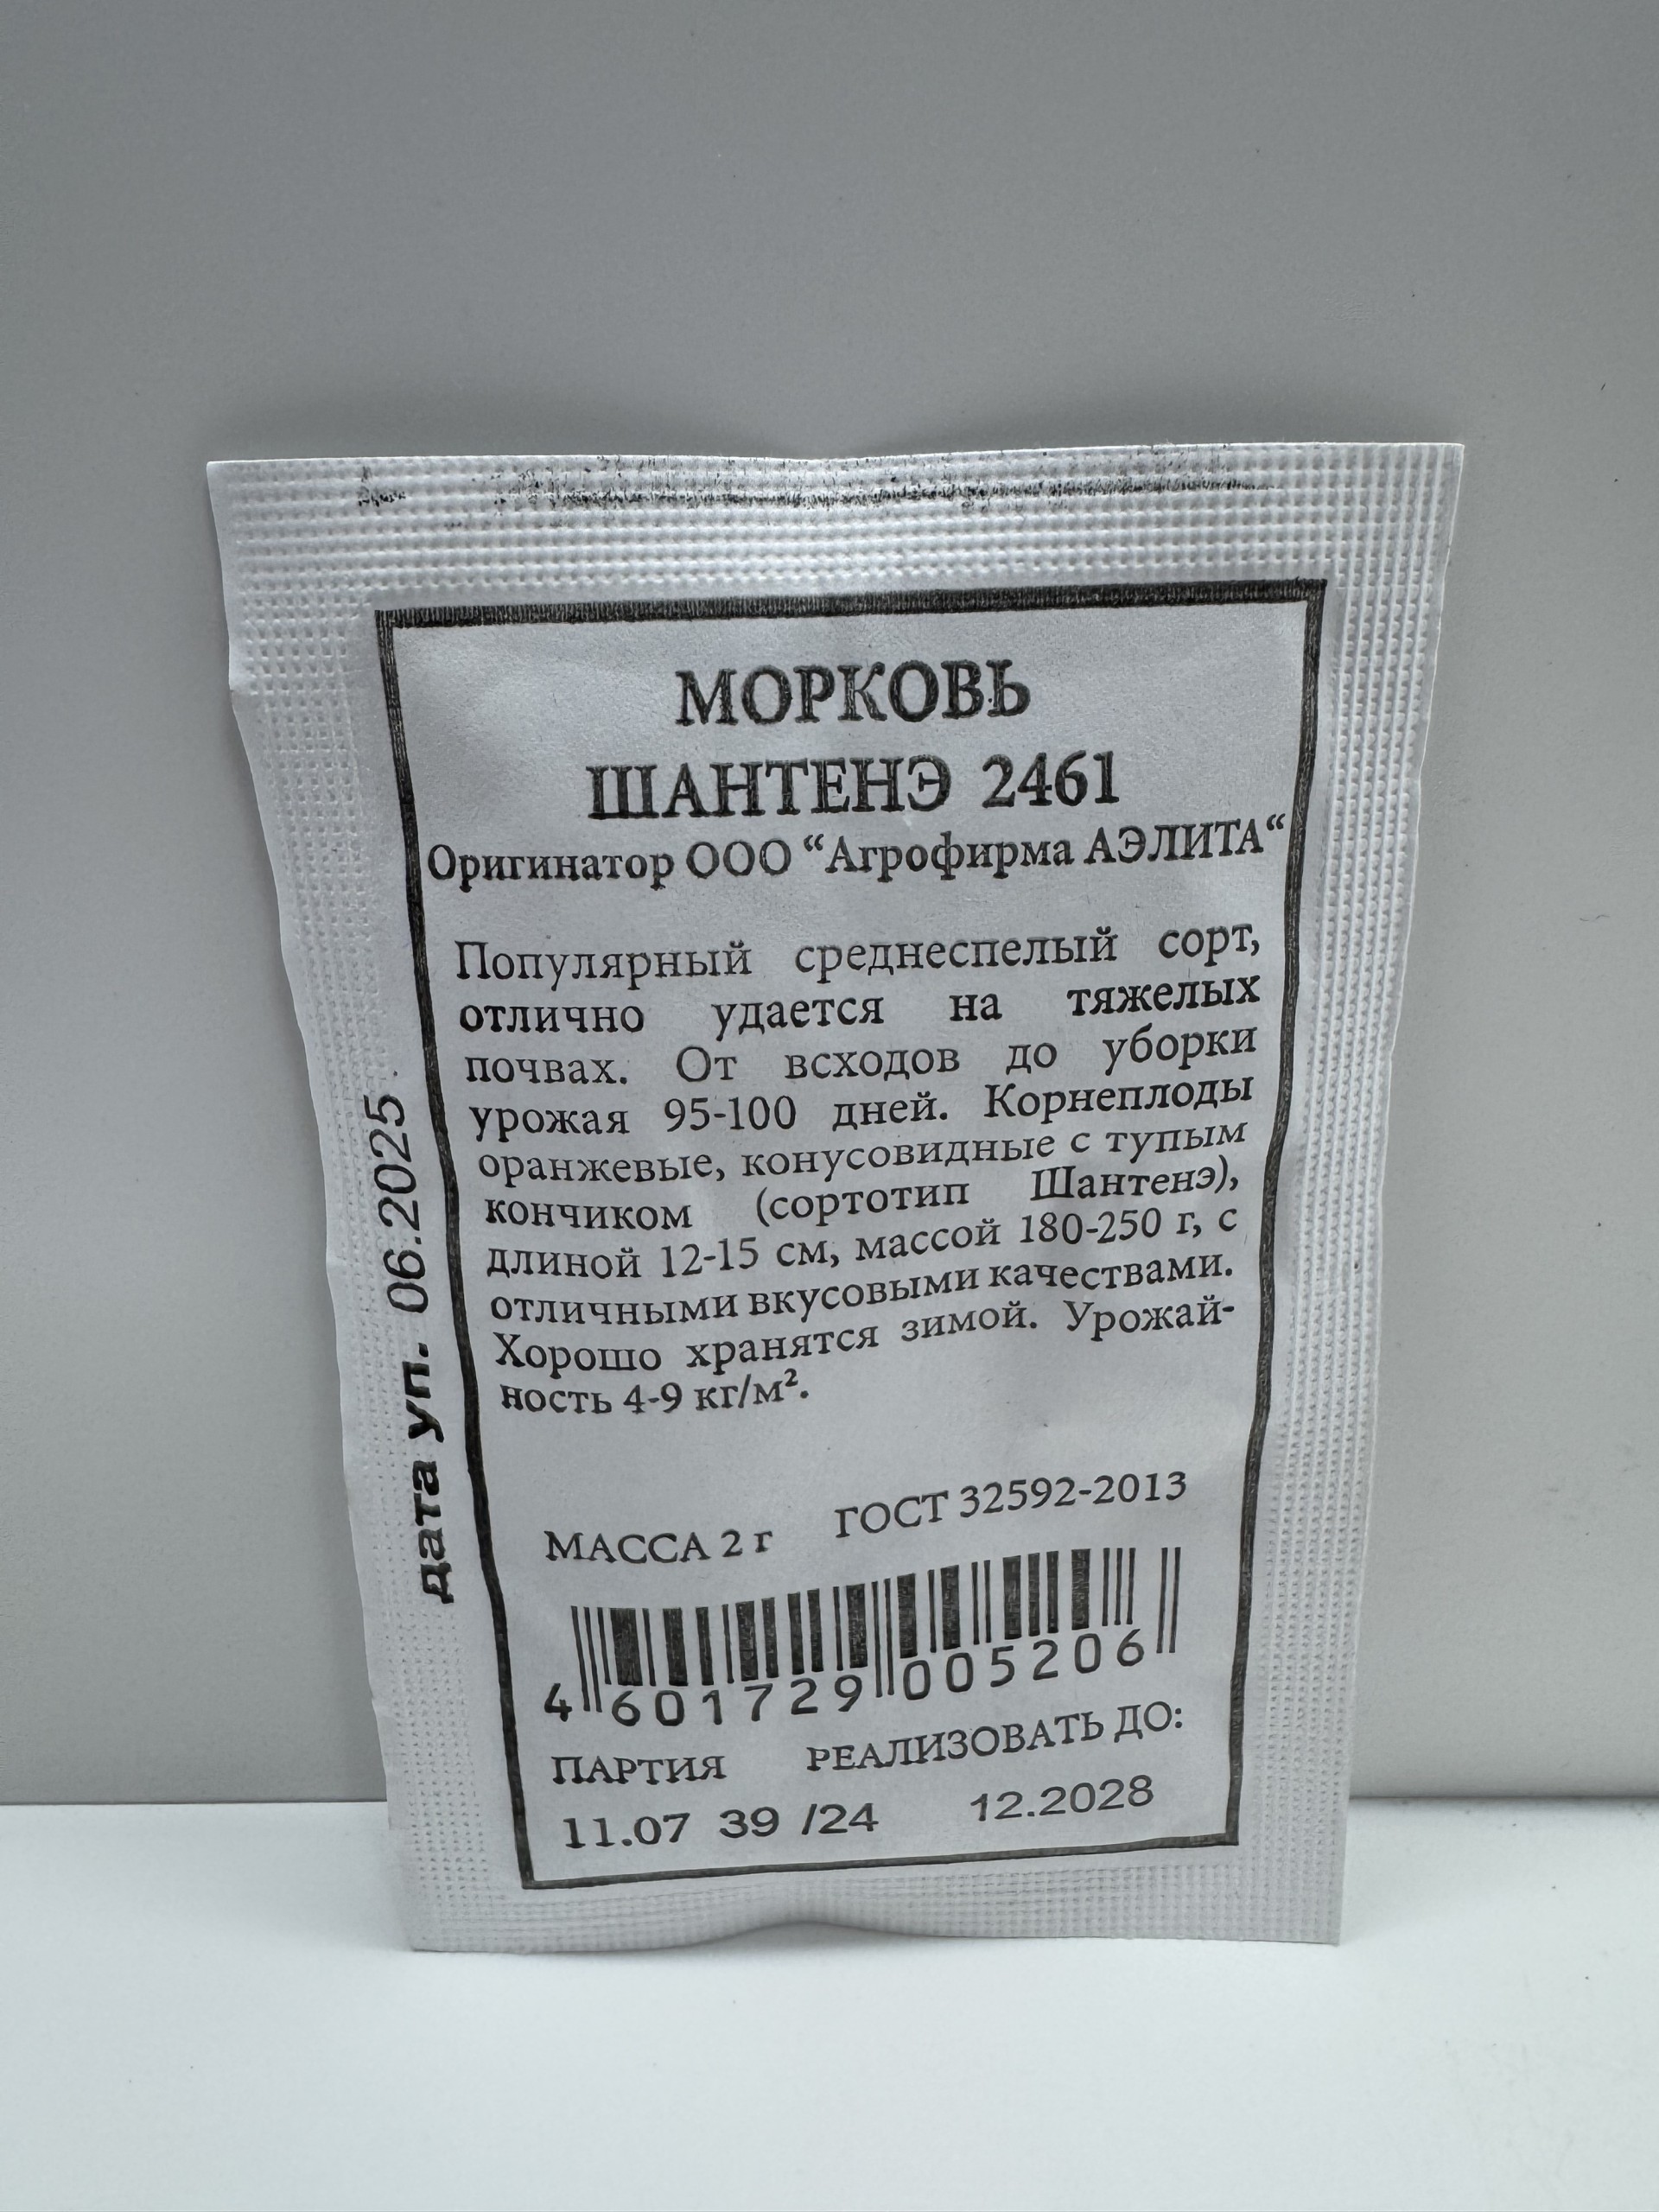 МОРКОВЬ
ШАНТЕНЭ 2461
Оригинатор ООО “Агрофирма АЭЛИТА“
Популярный среднеспелый сорт,
отлично удается на тяжелых
почвах. От всходов до уборки
урожая 95-100 дней. Корнеплоды
оранжевые, конусовидные с тупым
кончиком (сортотип Шантенэ),
длиной 12-15 см, массой 180-250 г, с
отличными вкусовыми качествами.
Хорошо хранятся зимой. Урожай-
ность 4-9 кг/м².
МАССА 2 г ГОСТ 32592-2013
4 601729 005206
ПАРТИЯ РЕАЛИЗОВАТЬ ДО:
11.07 39 /24 12.2028
дата уп. 06.2025